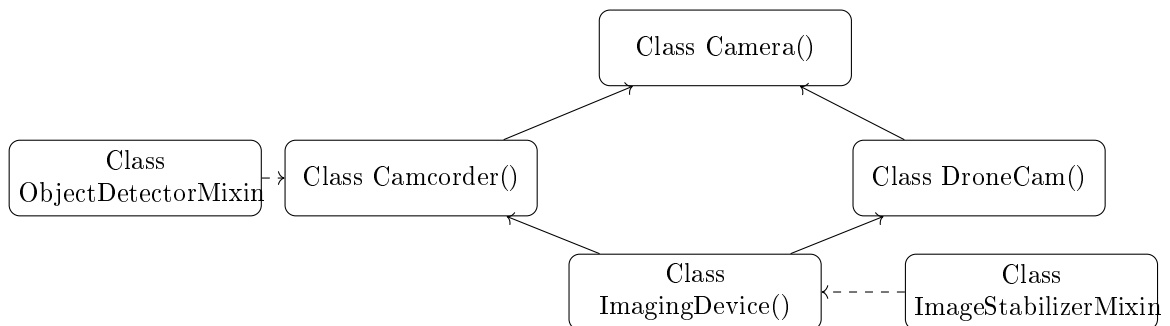 Class Camera()
Class
ObjectDetectorMixin
Class Camcorder()
Class DroneCam()
Class
ImagingDevice()
Class
ImageStabilizerMixin